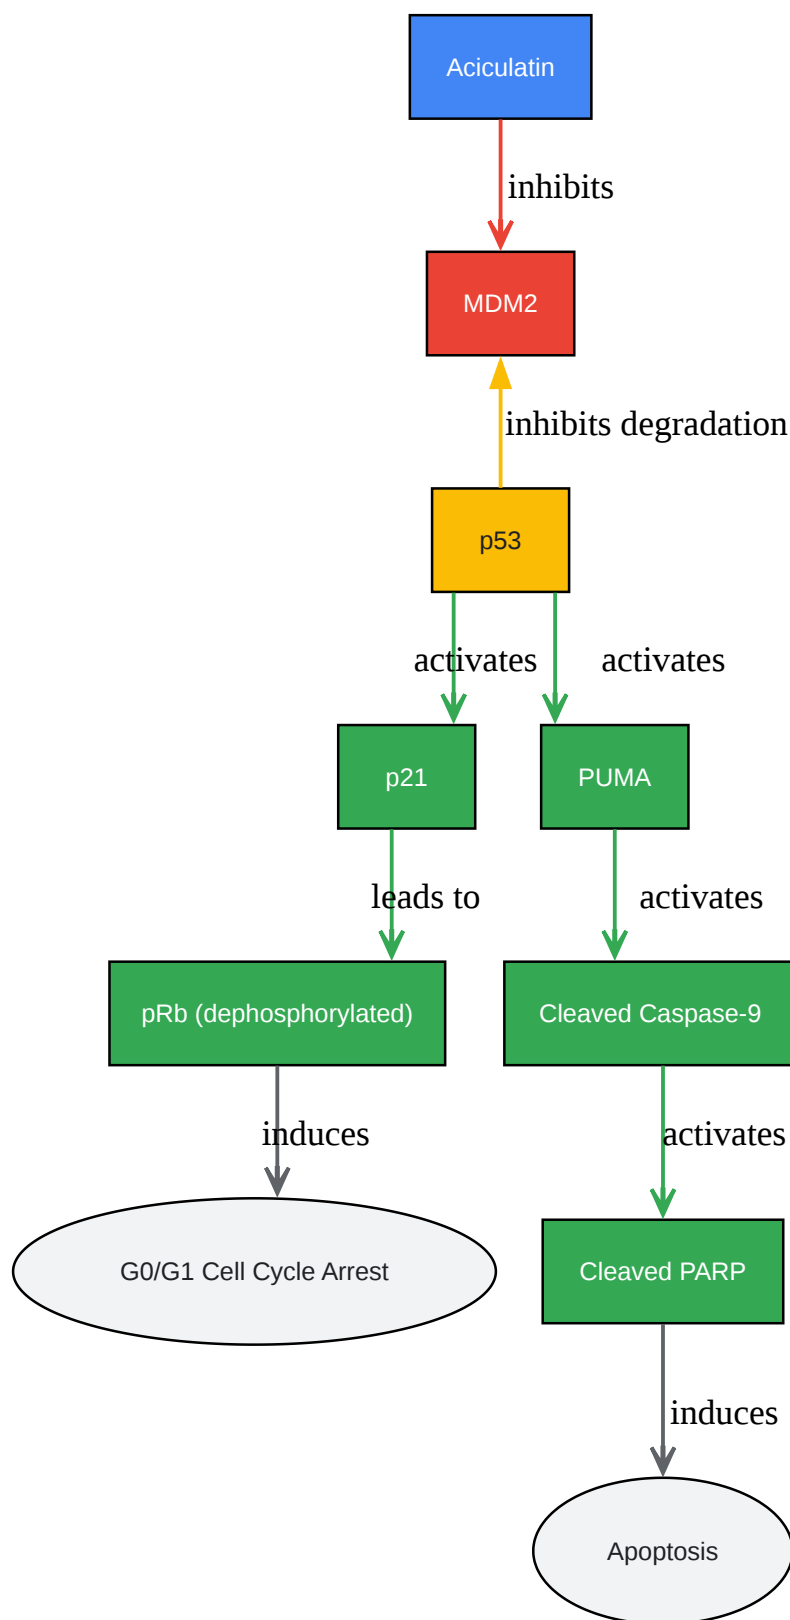 Aciculatin
inhibits
MDM2
inhibits degradation
p53
activates
activates
p21
PUMA
leads to
activates
pRb (dephosphorylated)
Cleaved Caspase-9
induces
activates
G0/G1 Cell Cycle Arrest
Cleaved PARP
induces
Apoptosis